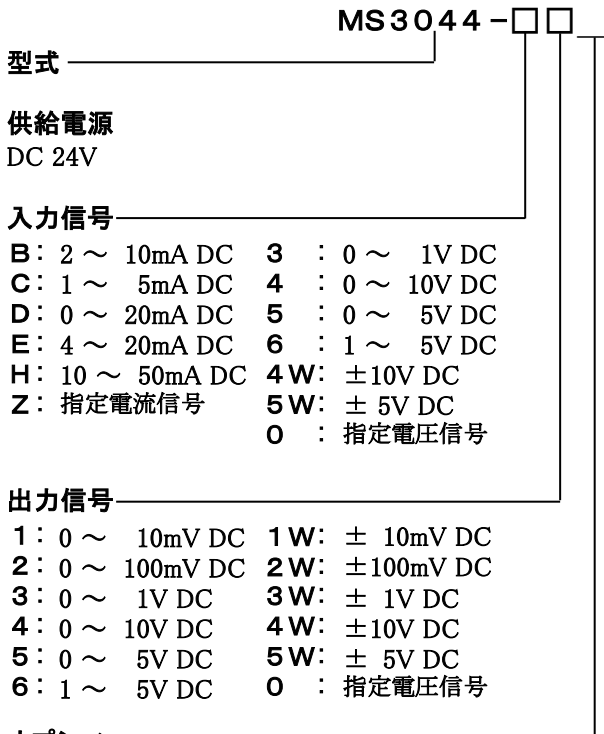 MS3044-□□
型式
供給電源
DC 24V
入力信号
B: 2 ～ 10mA DC 3 : 0 ～ 1V DC
C: 1 ～ 5mA DC 4 : 0 ～ 10V DC
D: 0 ～ 20mA DC 5 : 0 ～ 5V DC
E: 4 ～ 20mA DC 6 : 1 ～ 5V DC
H: 10 ～ 50mA DC 4W: ±10V DC
Z: 指定電流信号 5W: ± 5V DC
0 : 指定電圧信号
出力信号
1: 0 ～ 10mV DC 1W: ± 10mV DC
2: 0 ～ 100mV DC 2W: ±100mV DC
3: 0 ～ 1V DC 3W: ± 1V DC
4: 0 ～ 10V DC 4W: ±10V DC
5: 0 ～ 5V DC 5W: ± 5V DC
6: 1 ～ 5V DC 0 : 指定電圧信号